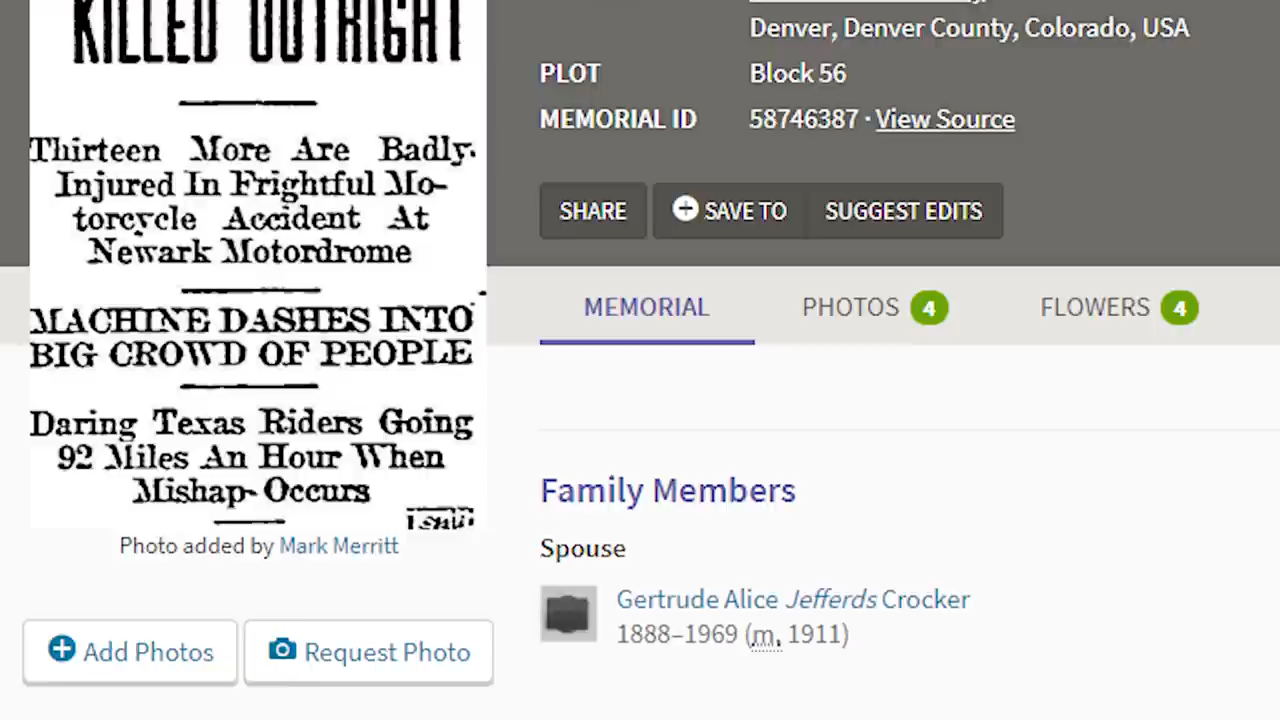 KILLED OUTRIGHT
Thirteen More Are Badly
Injured In Frightful Mo-
torcycle Accident At
Newark Motordrome
MACHINE DASHES INTO
BIG CROWD OF PEOPLE
Daring Texas Riders Going
92 Miles An Hour When
Mishap Occurs
Photo added by Mark Merritt
Add Photos
Request Photo
Denver, Denver County, Colorado, USA
PLOT Block 56
MEMORIAL ID 58746387 · View Source
SHARE SAVE TO SUGGEST EDITS
MEMORIAL PHOTOS 4 FLOWERS 4
Family Members
Spouse
Gertrude Alice Jefferds Crocker
1888–1969 (m. 1911)